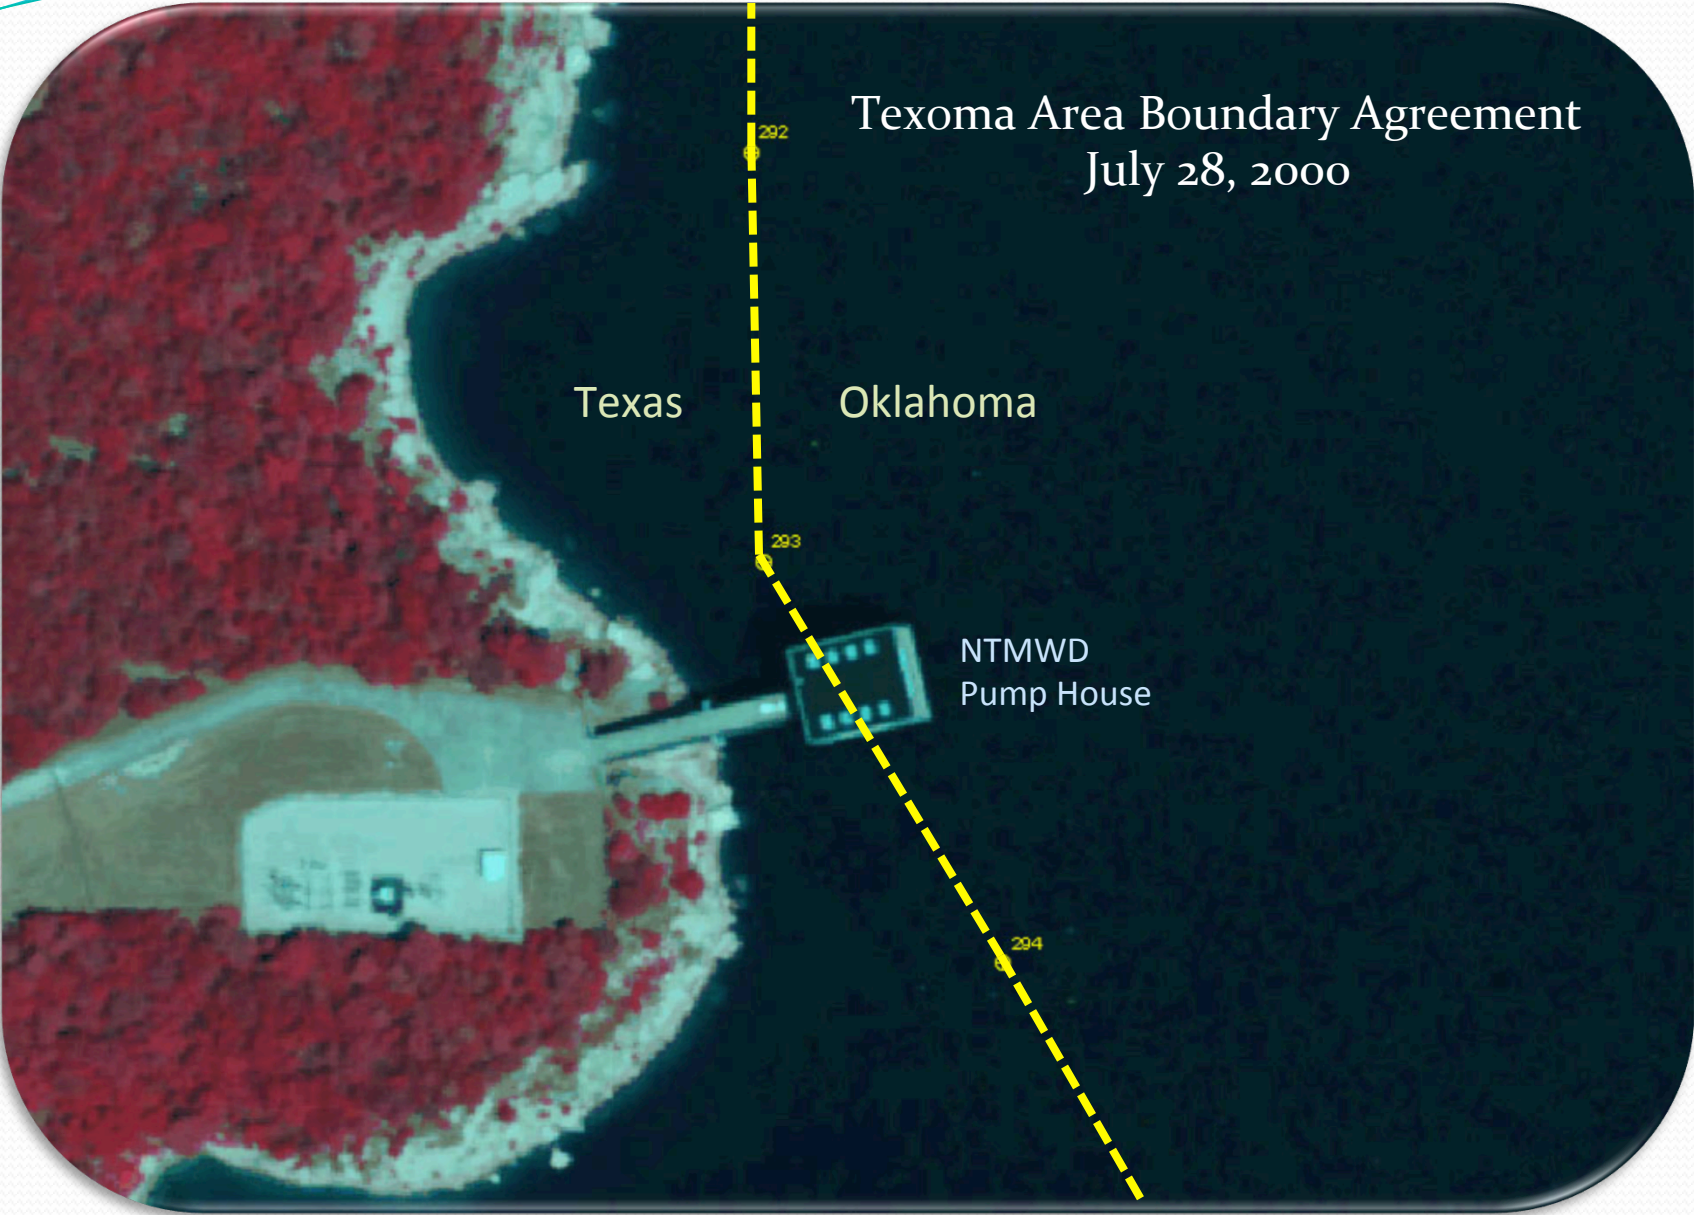 Texoma Area Boundary Agreement
July 28, 2000
292
Texas
Oklahoma
293
NTMWD
Pump House
294